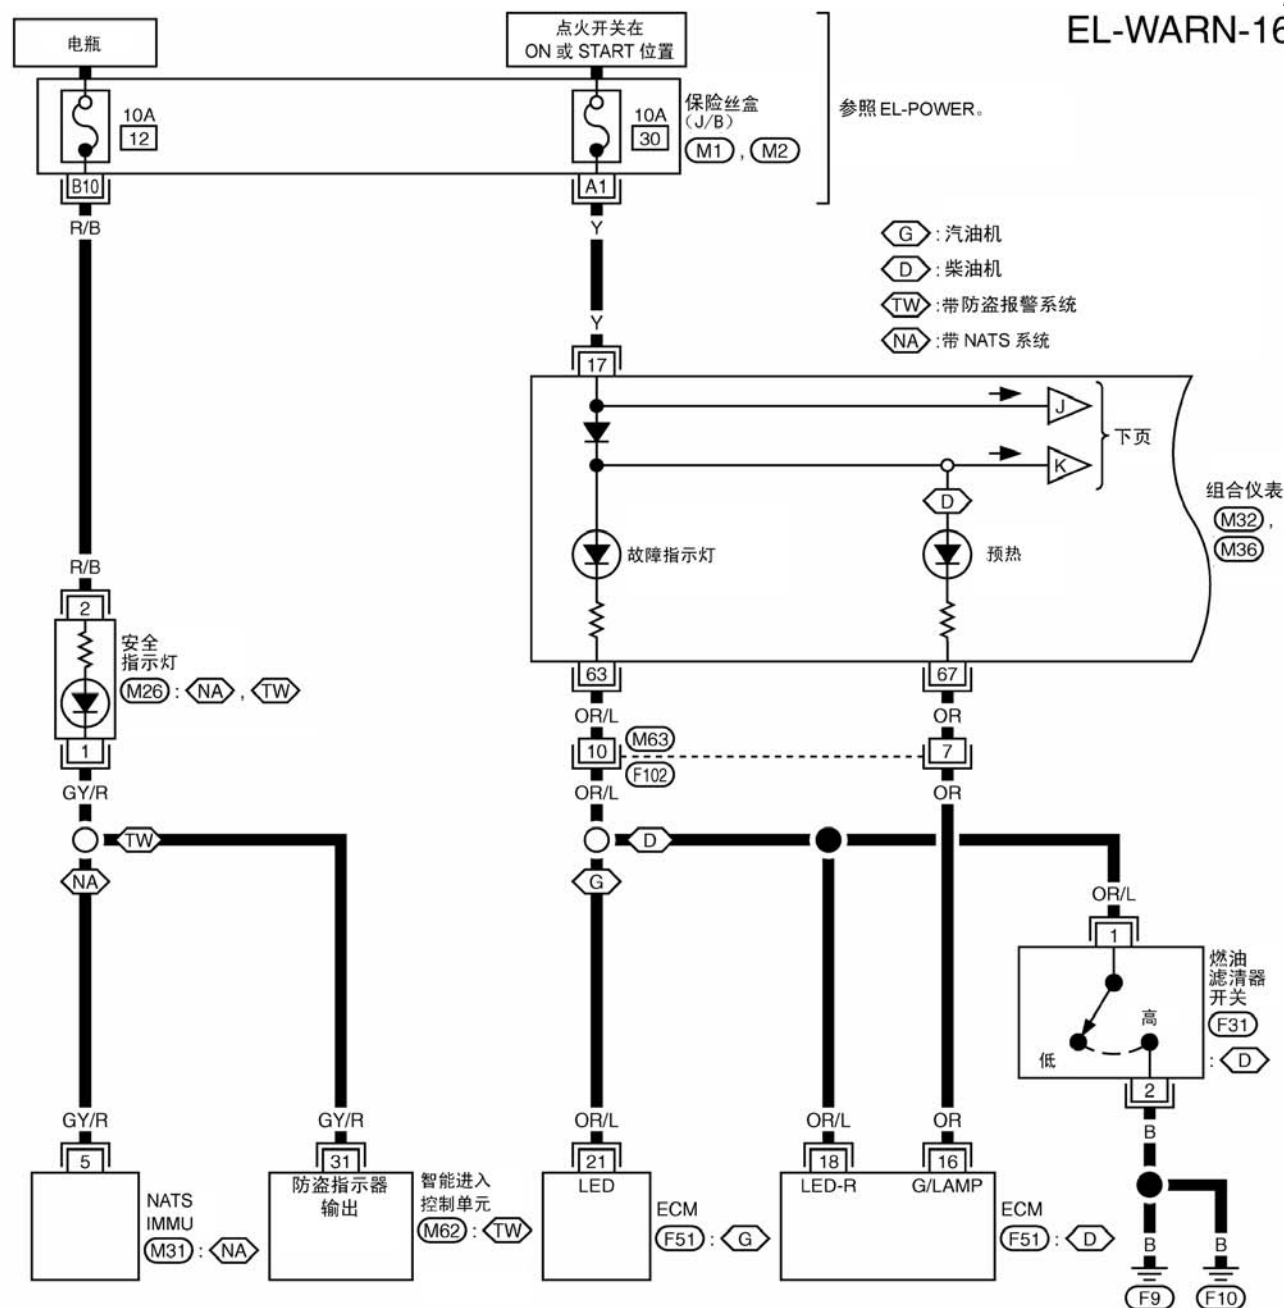 EL-WARN-16
电瓶
点火开关在
ON 或 START 位置
10A
12
10A
30
保险丝盒
(J/B)
M1 , M2
参照 EL-POWER。
B10
A1
R/B
Y
G : 汽油机
D : 柴油机
TW : 带防盗报警系统
NA : 带 NATS 系统
Y
17
J
K
下页
D
组合仪表
M32 ,
M36
故障指示灯
预热
R/B
2
安全
指示灯
M26 : NA , TW
1
63
67
OR/L
OR
10
M63
7
F102
GY/R
OR/L
OR
TW
D
NA
G
OR/L
1
燃油
滤清器
开关
F31
: D
高
低
2
GY/R
GY/R
OR/L
OR/L
OR
B
5
31
21
18
16
NATS
IMMU
M31 : NA
防盗指示器
输出
智能进入
控制单元
M62 : TW
LED
ECM
F51 : G
LED-R
G/LAMP
ECM
F51 : D
B
B
F9
F10